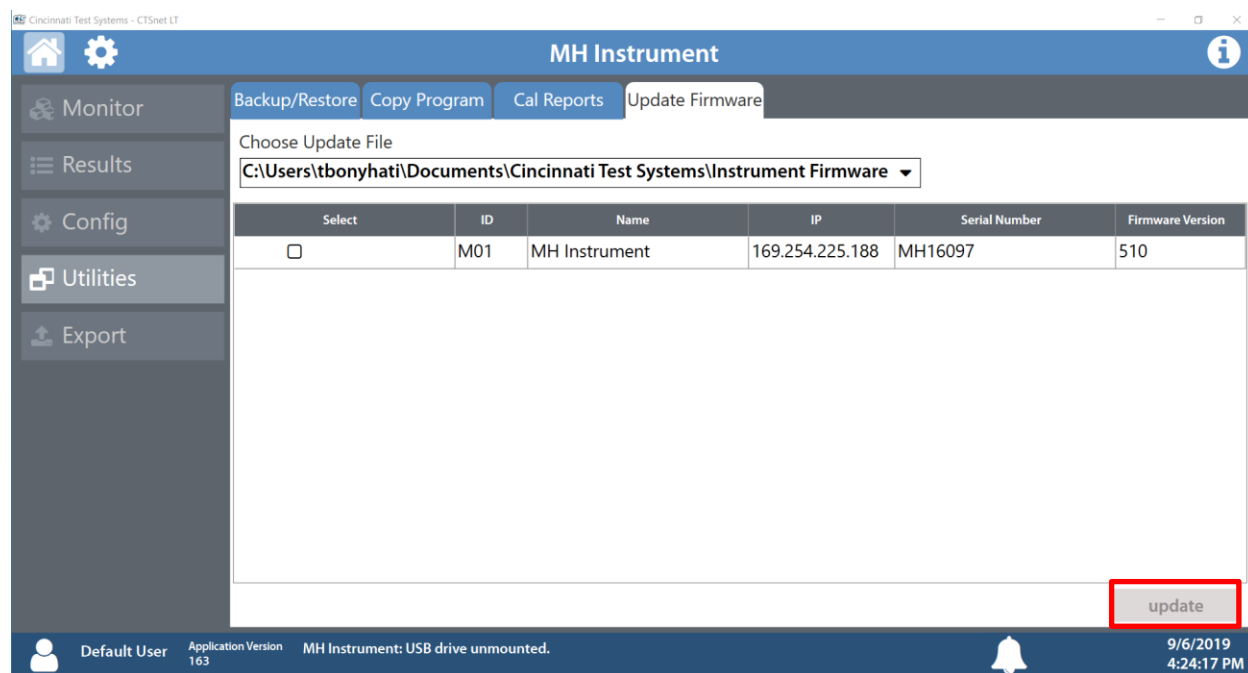 Cincinnati Test Systems - CTSnet LT
MH Instrument
Monitor
Results
Config
Utilities
Export
Backup/Restore Copy Program Cal Reports Update Firmware
Choose Update File
C:\Users\tbonyhati\Documents\Cincinnati Test Systems\Instrument Firmware
Select ID Name IP Serial Number Firmware Version
M01 MH Instrument 169.254.225.188 MH16097 510
update
Default User
Application Version
163
MH Instrument: USB drive unmounted.
9/6/2019
4:24:17 PM